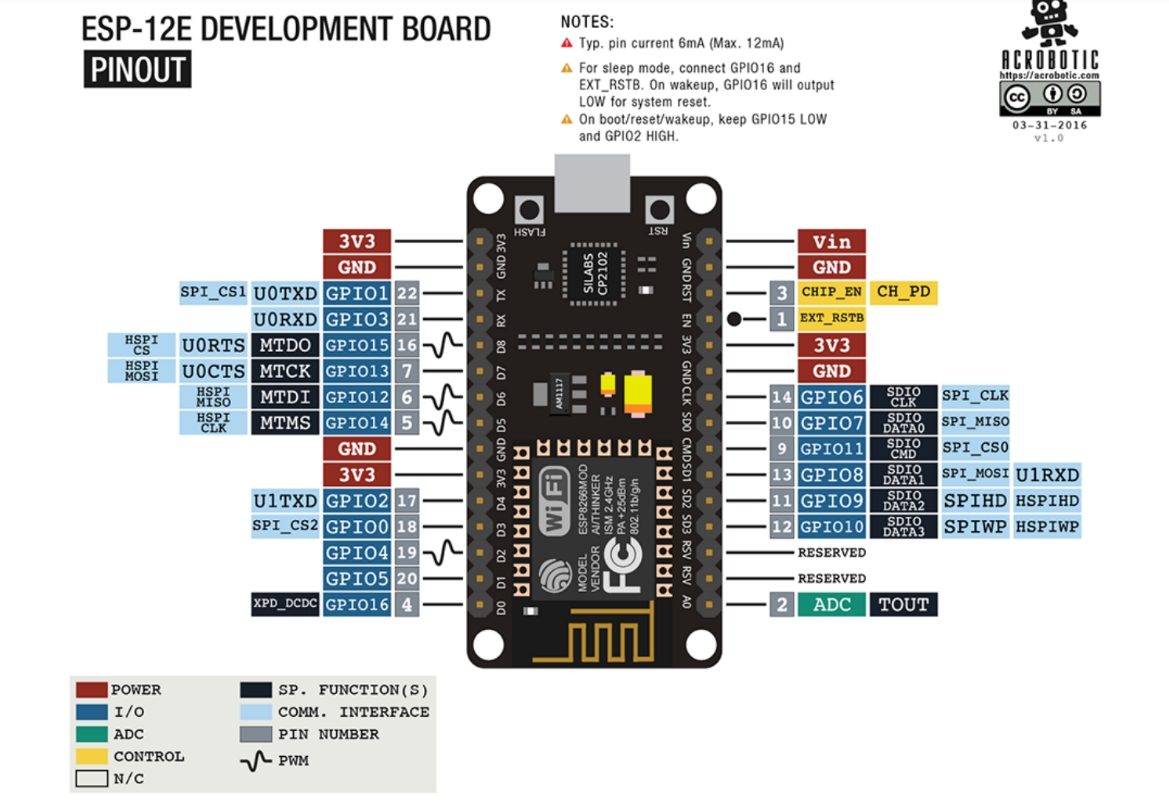 ESP-12E DEVELOPMENT BOARD
PINOUT
NOTES:
Typ. pin current 6mA (Max. 12mA)
For sleep mode, connect GPIO16 and
EXT_RSTB. On wakeup, GPIO16 will output
LOW for system reset.
On boot/reset/wakeup, keep GPIO15 LOW
and GPIO2 HIGH.
ACROBOTIC
https://acrobotic.com
cc
BY SA
03-31-2016
v1.0
FLASH
RST
3V3
GND
SPI_CS1 U0TXD GPIO1 22
U0RXD GPIO3 21
HSPI CS U0RTS MTDO GPIO15 16
HSPI MOSI U0CTS MTCK GPIO13 7
HSPI MISO MTDI GPIO12 6
HSPI CLK MTMS GPIO14 5
GND
3V3
U1TXD GPIO2 17
SPI_CS2 GPIO0 18
GPIO4 19
GPIO5 20
XPD_DCDC GPIO16 4
3V3
GND
TX
RX
D8
D7
D6
D5
GND
3V3
D4
D3
D2
D1
D0
SILABS
CP2102
AM1117
Wi Fi
ESP8266MOD
AI/THINKER
ISM 2.4GHz
PA +25dBm
802.11b/g/n
MODEL
VENDOR
FC
Vin
GND
RST
EN
3V3
GND
CLK
SD0
CMD
SD1
SD2
SD3
RSV
RSV
A0
Vin
GND
3 CHIP_EN CH_PD
1 EXT_RSTB
3V3
GND
14 GPIO6 SDIO CLK SPI_CLK
10 GPIO7 SDIO DATA0 SPI_MISO
9 GPIO11 SDIO CMD SPI_CS0
13 GPIO8 SDIO DATA1 SPI_MOSI U1RXD
11 GPIO9 SDIO DATA2 SPIHD HSPIHD
12 GPIO10 SDIO DATA3 SPIWP HSPIWP
RESERVED
RESERVED
2 ADC TOUT
POWER
I/O
ADC
CONTROL
N/C
SP. FUNCTION(S)
COMM. INTERFACE
PIN NUMBER
PWM